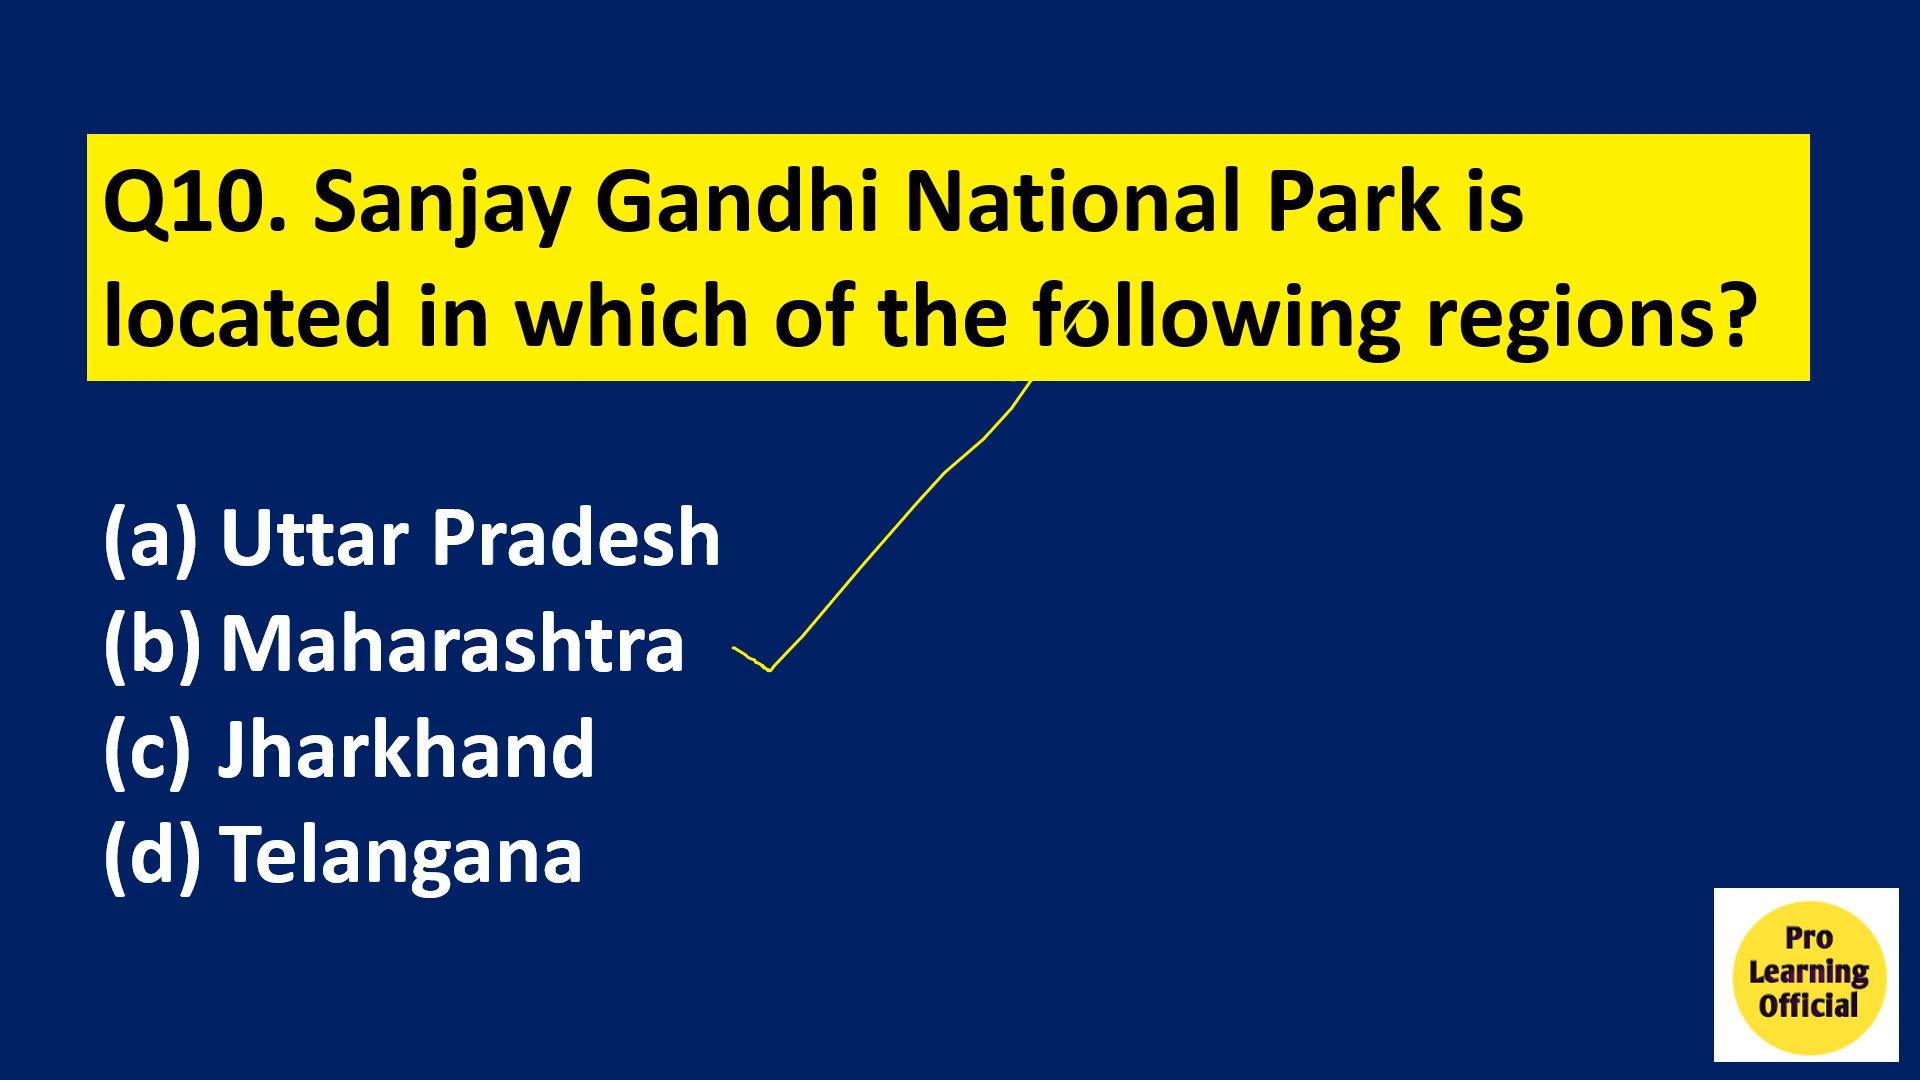 Q10. Sanjay Gandhi National Park is
located in which of the following regions?
(a) Uttar Pradesh
(b) Maharashtra
(c) Jharkhand
(d) Telangana
Pro
Learning
Official